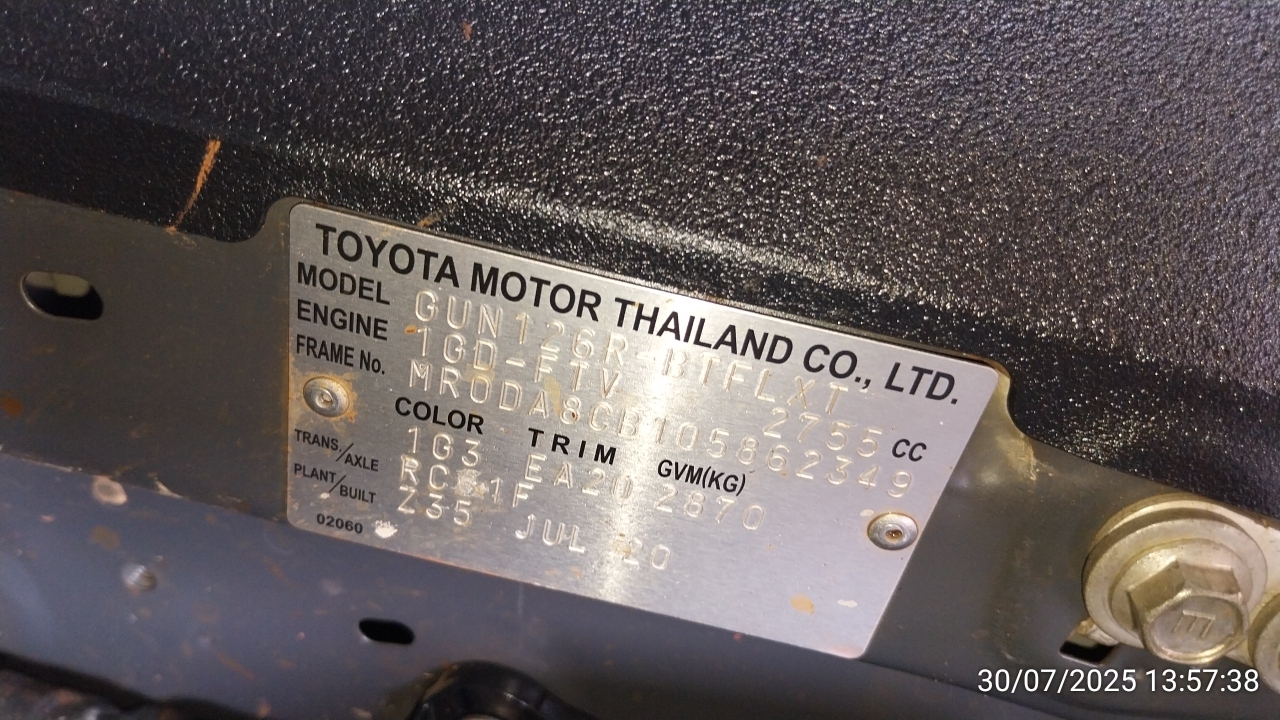 TOYOTA MOTOR THAILAND CO., LTD.
MODEL GUN126R-BTFLXT
ENGINE 1GD-FTV 2755 CC
FRAME No. MR0DA8CB105862349
COLOR TRIM GVM(KG)
1G3 EA20 2870
TRANS/AXLE RC61F
PLANT/BUILT Z35 JUL 20
02060
E
30/07/2025 13:57:38